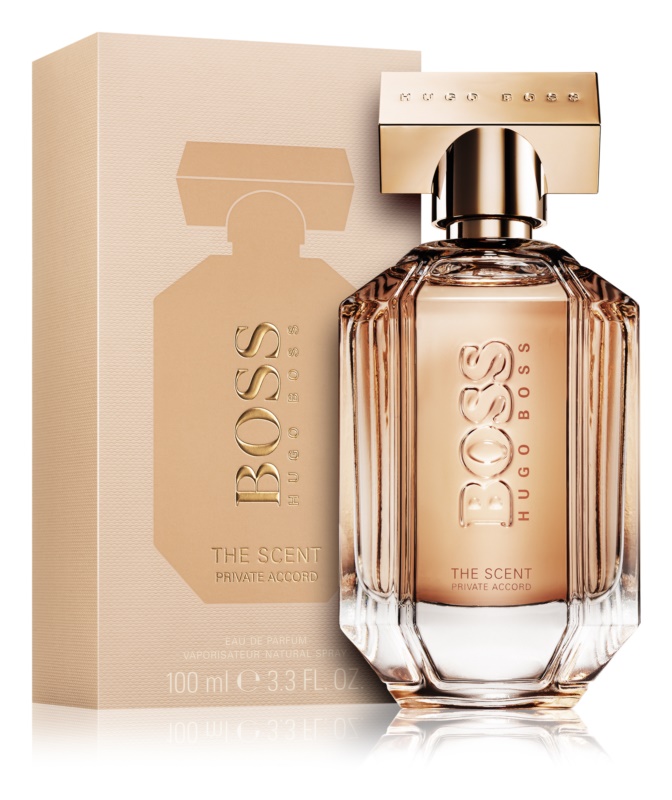 BOSS
HUGO BOSS
THE SCENT
PRIVATE ACCORD
EAU DE PARFUM
VAPORISATEUR NATURAL SPRAY
100 ml ℮ 3.3 FL. OZ.
HUGO BOSS
BOSS
HUGO BOSS
THE SCENT
PRIVATE ACCORD